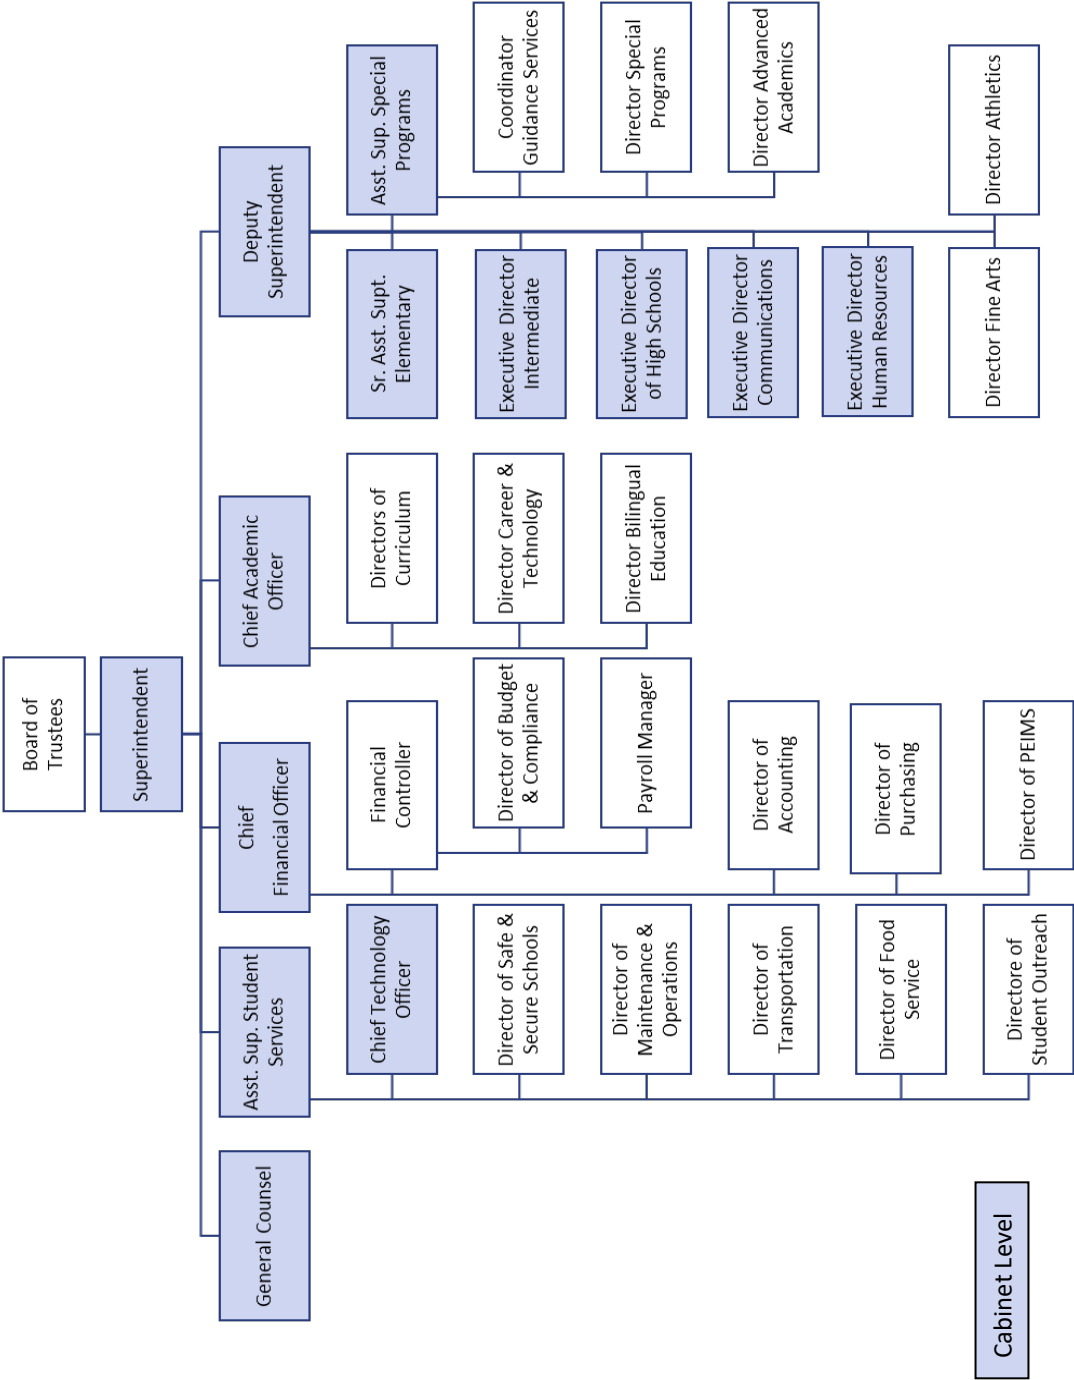 Board of
Trustees
Superintendent
General Counsel
Asst. Sup. Student
Services
Chief
Financial Officer
Chief Academic
Officer
Deputy
Superintendent
Chief Technology
Officer
Director of Safe &
Secure Schools
Director of
Maintenance &
Operations
Director of
Transportation
Director of Food
Service
Directore of
Student Outreach
Financial
Controller
Director of Budget
& Compliance
Payroll Manager
Director of
Accounting
Director of
Purchasing
Director of PEIMS
Directors of
Curriculum
Director Career &
Technology
Director Bilingual
Education
Sr. Asst. Supt.
Elementary
Executive Director
Intermediate
Executive Director
of High Schools
Executive Director
Communications
Executive Director
Human Resources
Director Fine Arts
Asst. Sup. Special
Programs
Coordinator
Guidance Services
Director Special
Programs
Director Advanced
Academics
Director Athletics
Cabinet Level